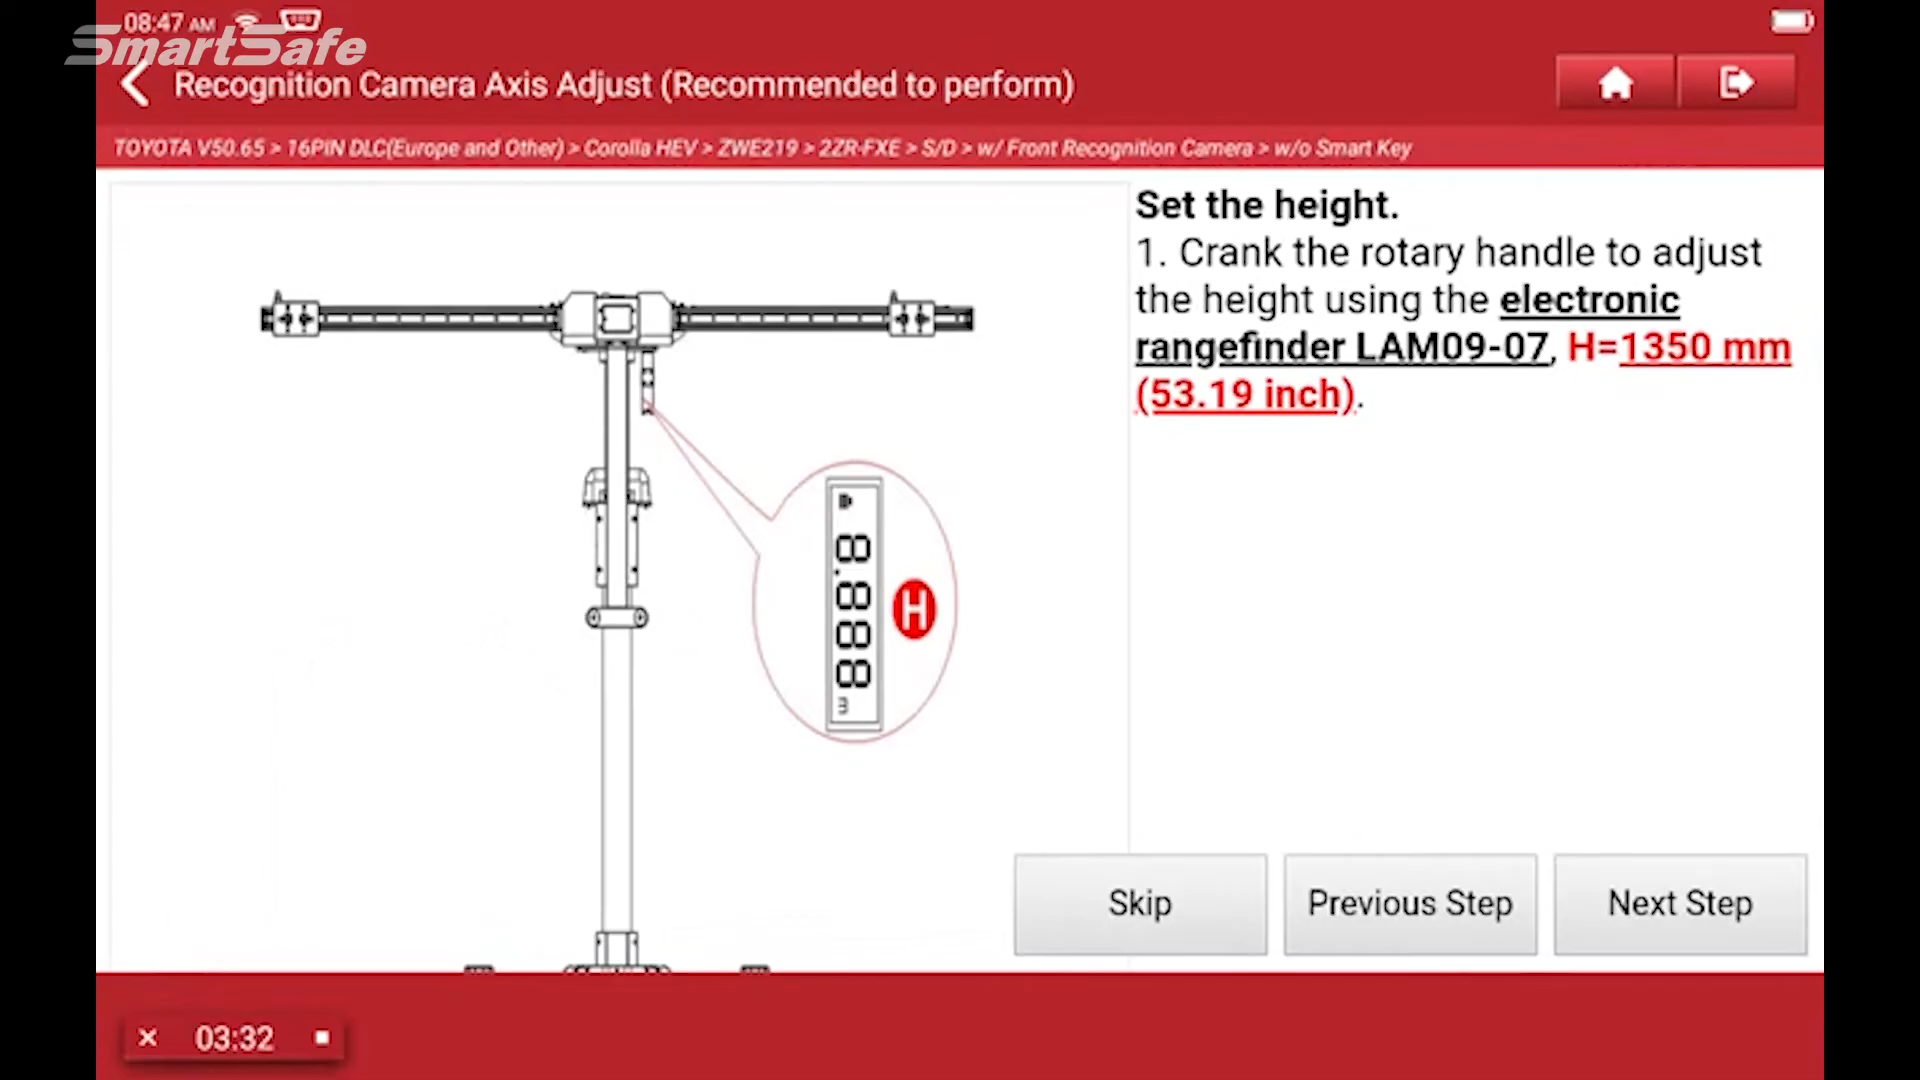 08:47 AM
SmartSafe
Recognition Camera Axis Adjust (Recommended to perform)
TOYOTA V50.65 > 16PIN DLC(Europe and Other) > Corolla HEV > ZWE219 > 2ZR-FXE > S/D > w/ Front Recognition Camera > w/o Smart Key
Set the height.
1. Crank the rotary handle to adjust
the height using the electronic
rangefinder LAM09-07, H=1350 mm
(53.19 inch).
8.888 m
H
Skip
Previous Step
Next Step
03:32